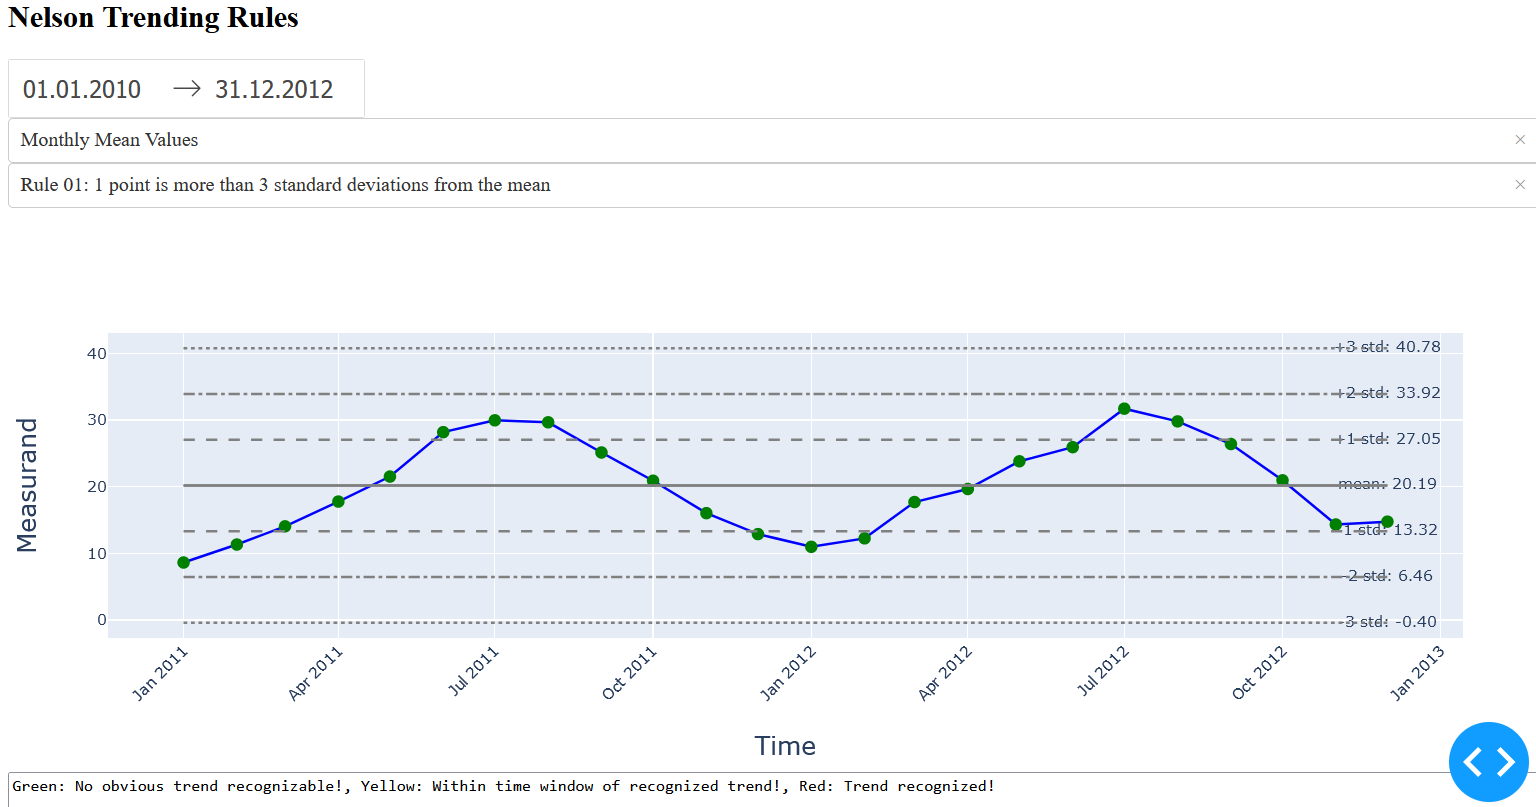 Nelson Trending Rules
01.01.2010 → 31.12.2012
Monthly Mean Values ×
Rule 01: 1 point is more than 3 standard deviations from the mean ×
40
30
20
10
0
Measurand
+3 std: 40.78
+2 std: 33.92
+1 std: 27.05
mean: 20.19
-1 std: 13.32
-2 std: 6.46
-3 std: -0.40
Jan 2011
Apr 2011
Jul 2011
Oct 2011
Jan 2012
Apr 2012
Jul 2012
Oct 2012
Jan 2013
Time
Green: No obvious trend recognizable!, Yellow: Within time window of recognized trend!, Red: Trend recognized!